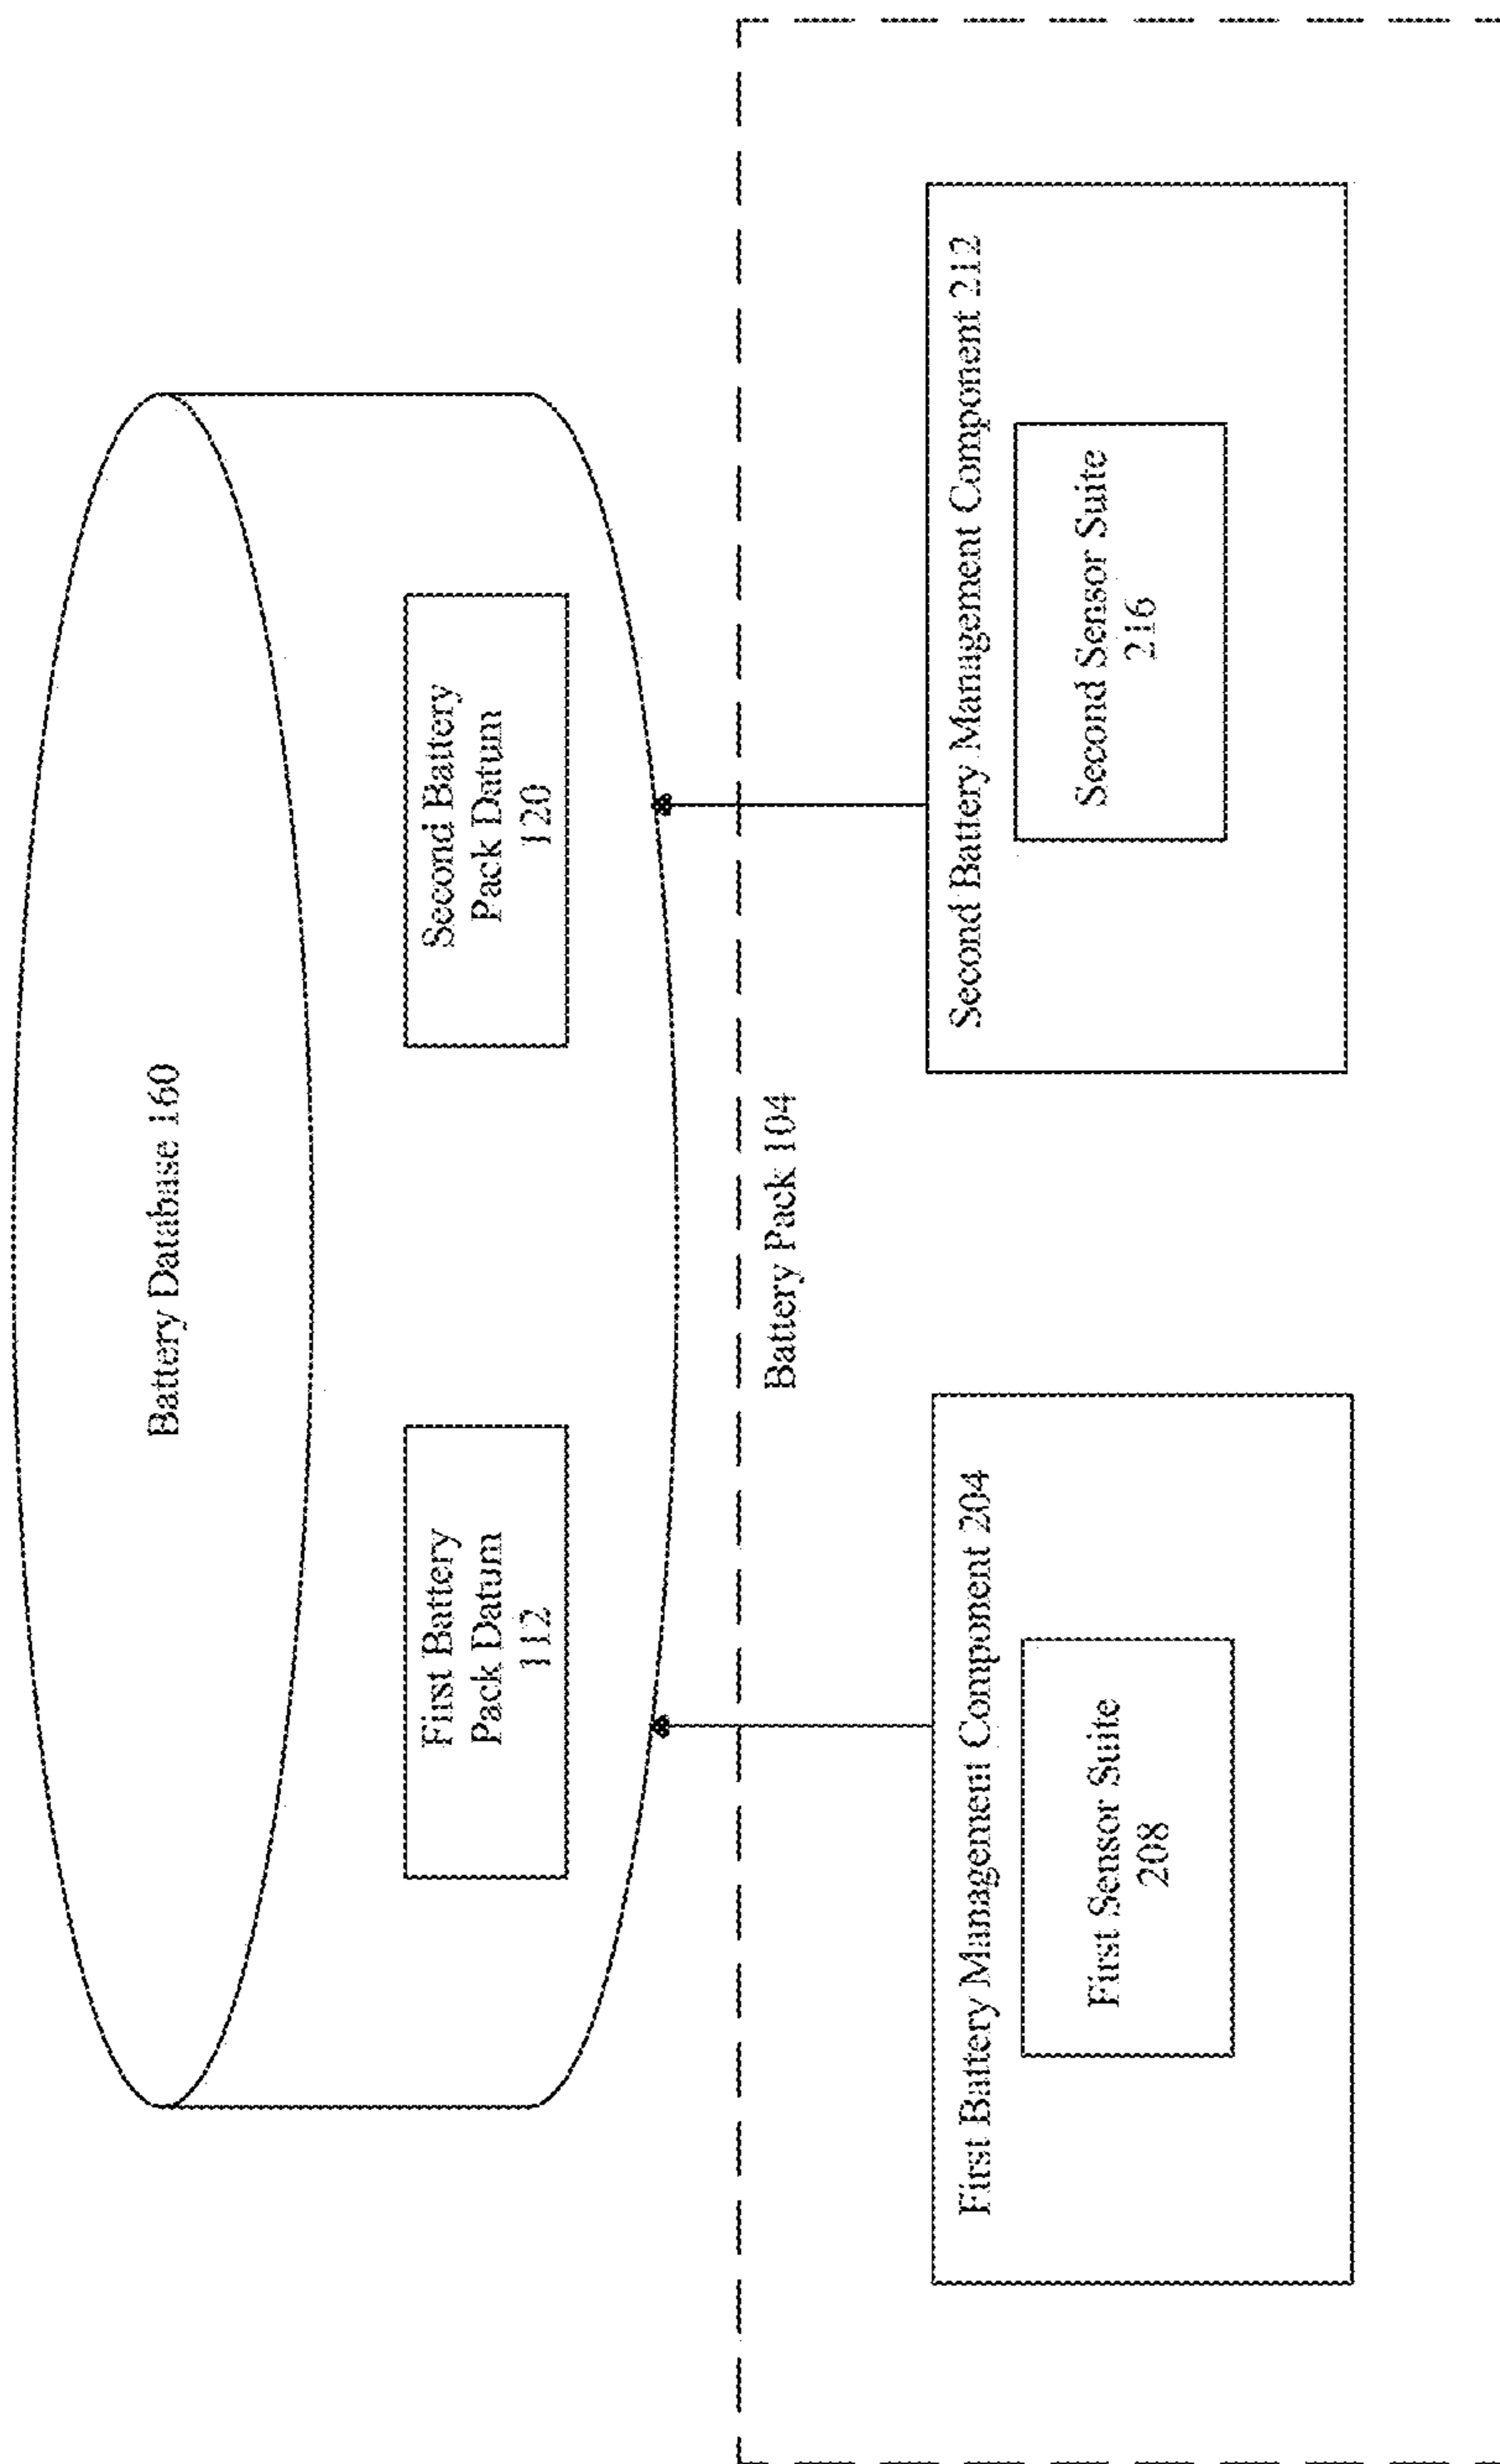 Battery Database 160
First Battery
Pack Datum
112
Second Battery
Pack Datum
120
Battery Pack 104
First Battery Management Component 204
First Sensor Suite
208
Second Battery Management Component 212
Second Sensor Suite
216